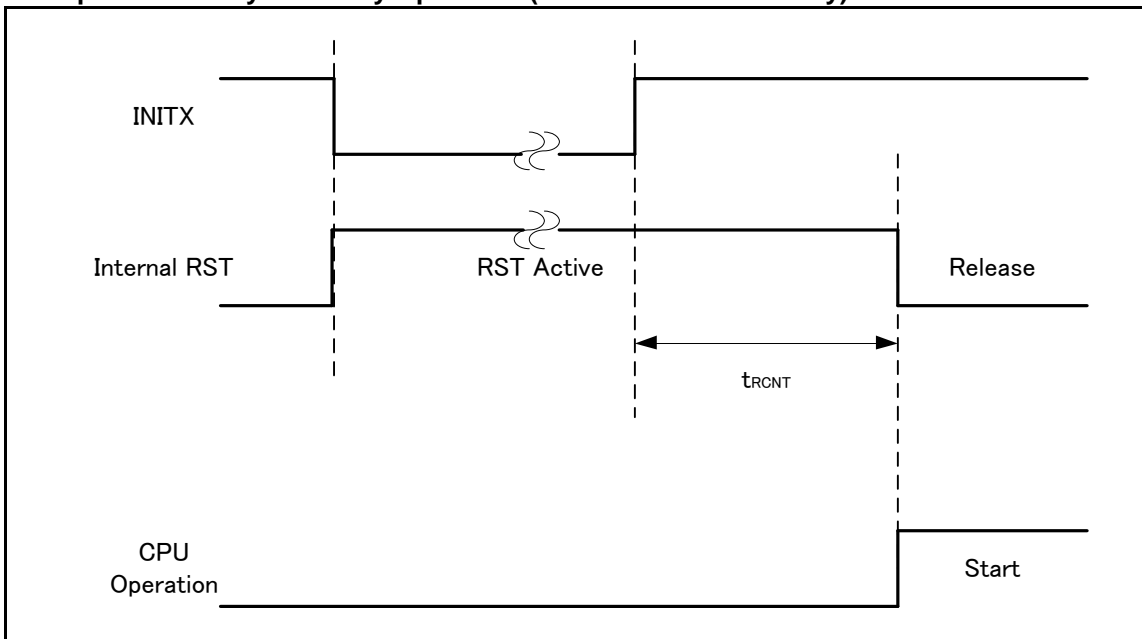 INITX
Internal RST
RST Active
Release
tRCNT
CPU
Operation
Start